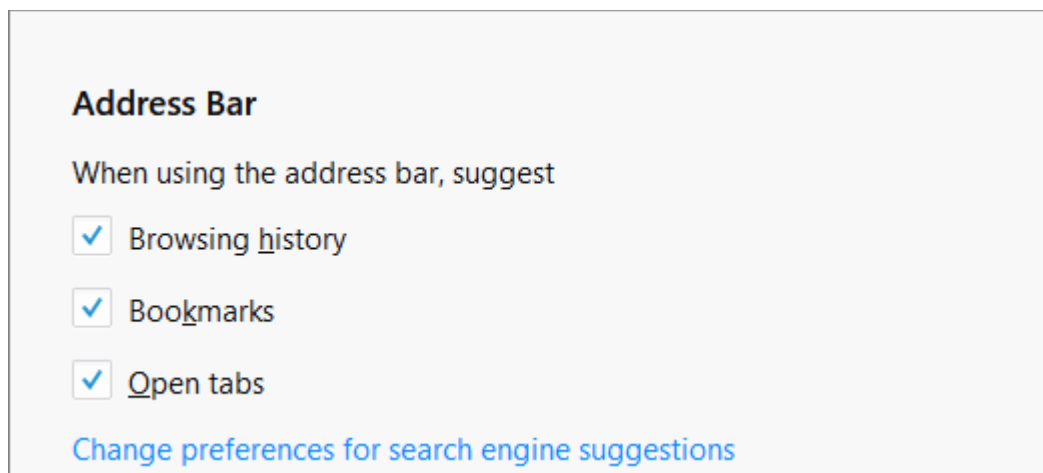 Address Bar
When using the address bar, suggest
Browsing history
Bookmarks
Open tabs
Change preferences for search engine suggestions